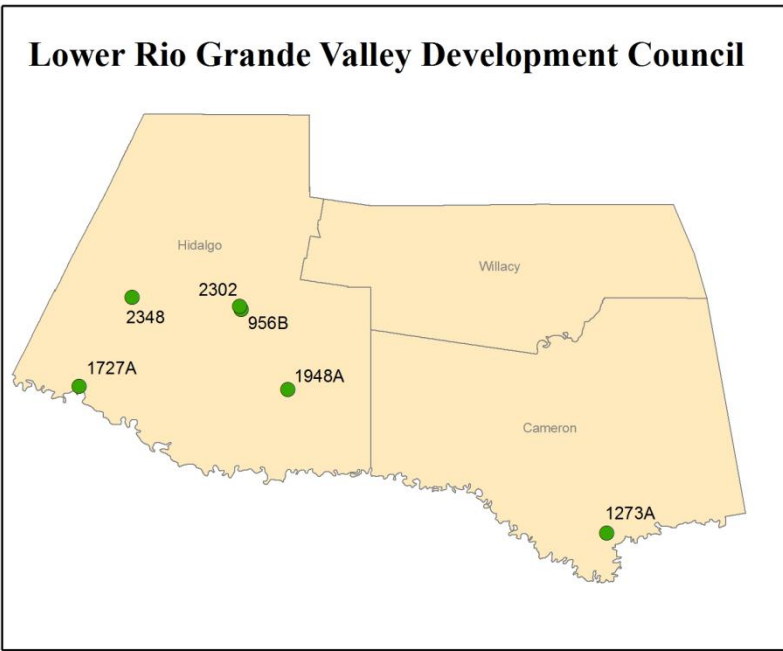 Lower Rio Grande Valley Development Council
Hidalgo
Willacy
2302
2348
956B
1727A
1948A
Cameron
1273A